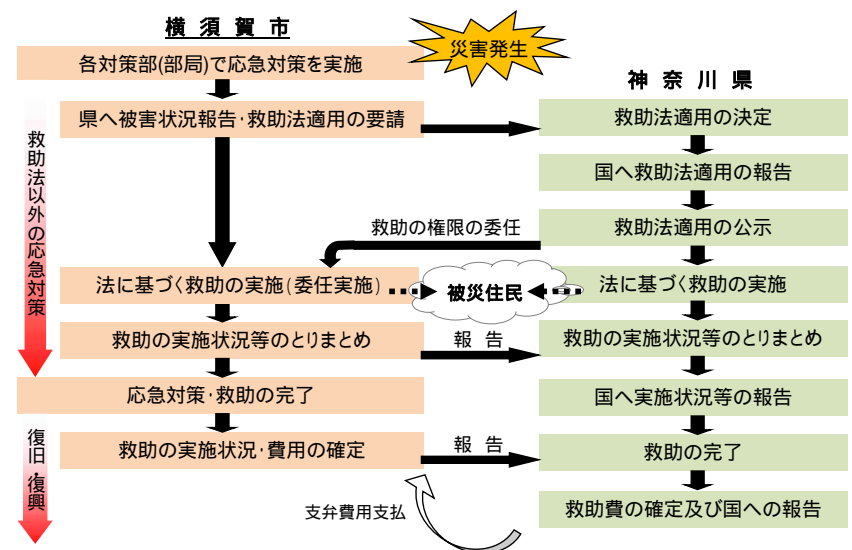 横須賀市
災害発生
各対策部(部局)で応急対策を実施
神奈川県
県へ被害状況報告･救助法適用の要請
救助法適用の決定
国へ救助法適用の報告
救助の権限の委任
救助法適用の公示
法に基づく救助の実施(委任実施)
被災住民
法に基づく救助の実施
救助の実施状況等のとりまとめ
報告
救助の実施状況等のとりまとめ
応急対策･救助の完了
国へ実施状況等の報告
救助の実施状況･費用の確定
報告
救助の完了
支弁費用支払
救助費の確定及び国への報告
救助法以外の応急対策
復旧･復興